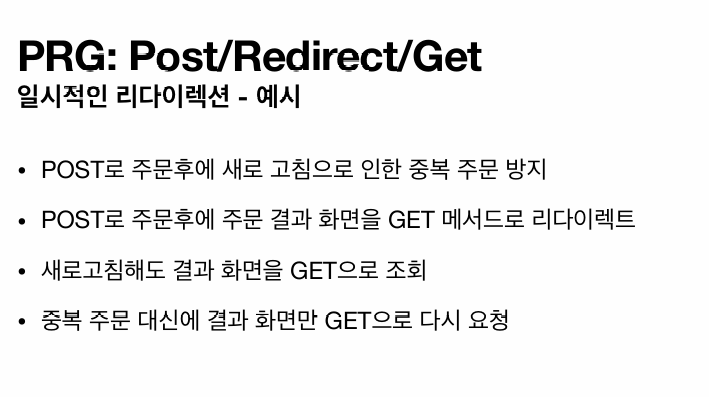 PRG: Post/Redirect/Get
일시적인 리다이렉션 - 예시
• POST로 주문후에 새로 고침으로 인한 중복 주문 방지
• POST로 주문후에 주문 결과 화면을 GET 메서드로 리다이렉트
• 새로고침해도 결과 화면을 GET으로 조회
• 중복 주문 대신에 결과 화면만 GET으로 다시 요청